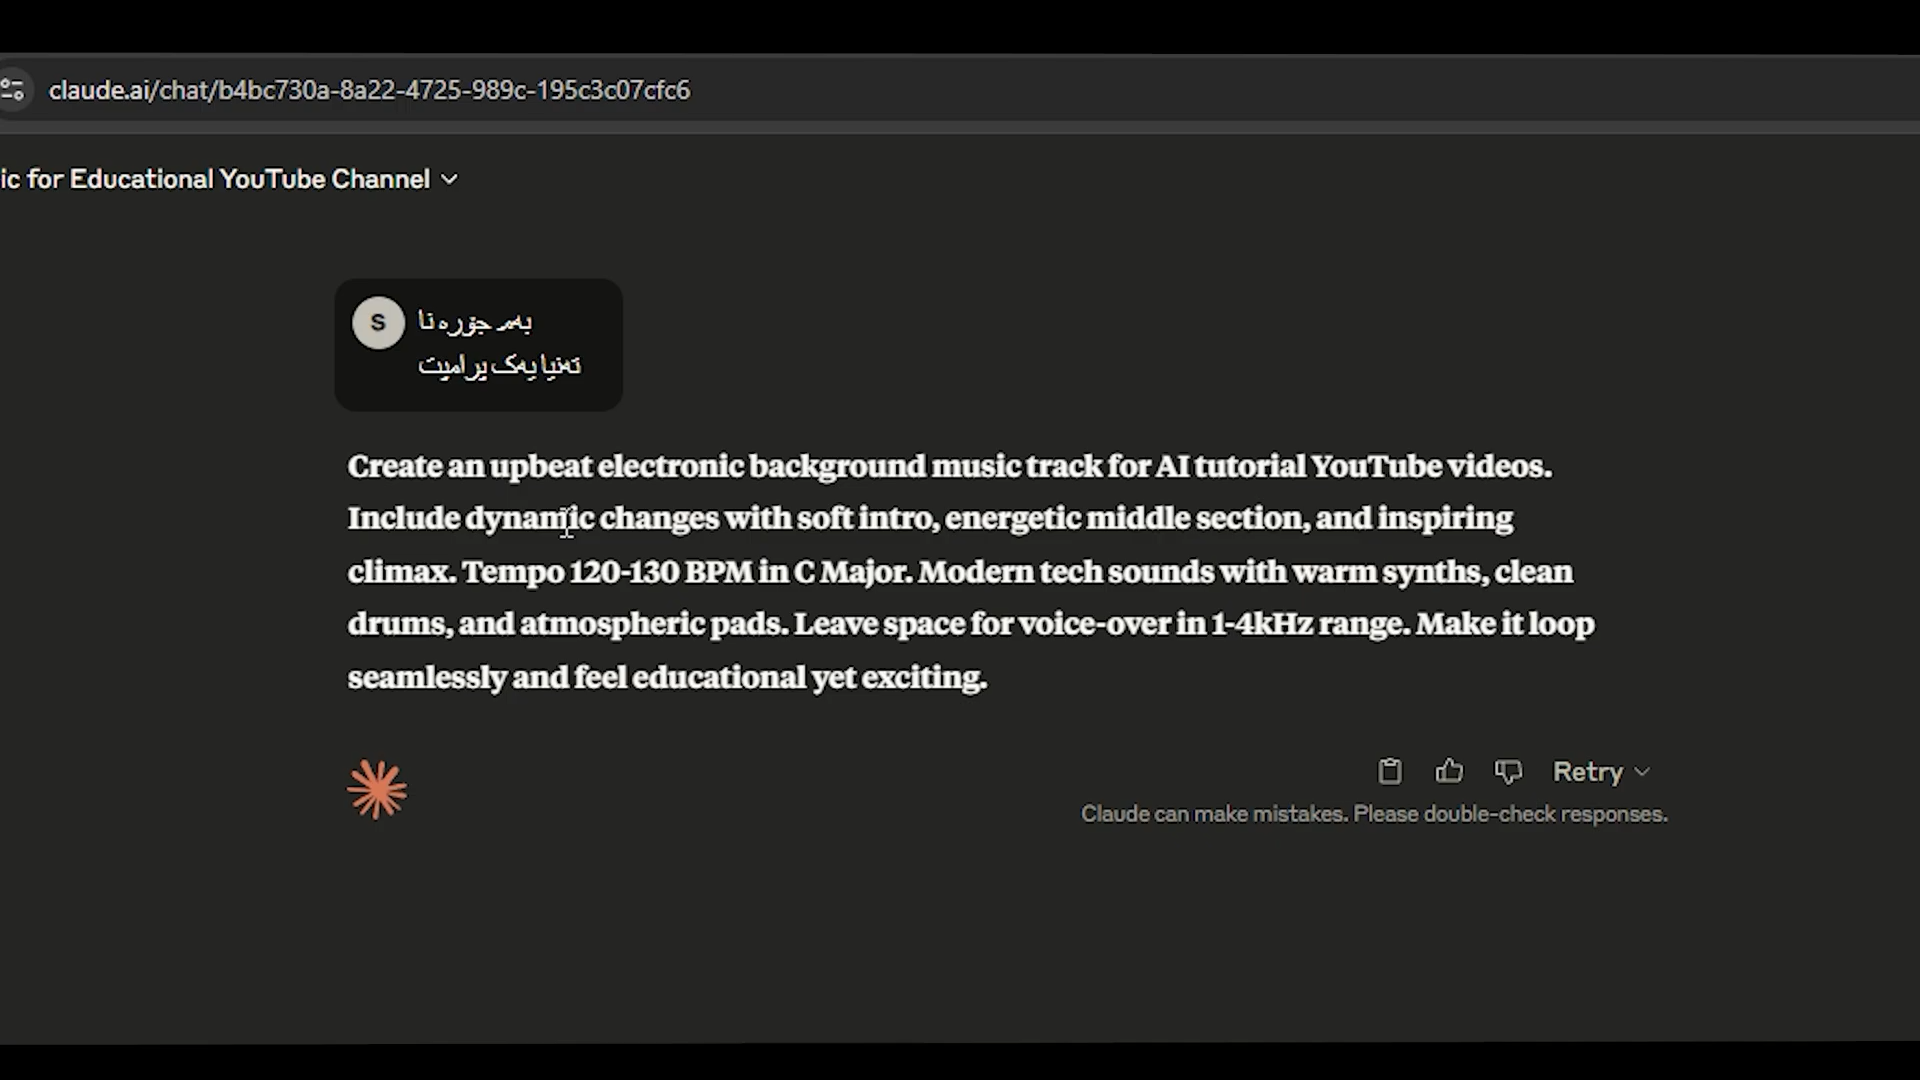 claude.ai/chat/b4bc730a-8a22-4725-989c-195c3c07cfc6
ic for Educational YouTube Channel
S
بەم جۆرە نا
تەنیا یەک پرامیت
Create an upbeat electronic background music track for AI tutorial YouTube videos.
Include dynamic changes with soft intro, energetic middle section, and inspiring
climax. Tempo 120-130 BPM in C Major. Modern tech sounds with warm synths, clean
drums, and atmospheric pads. Leave space for voice-over in 1-4kHz range. Make it loop
seamlessly and feel educational yet exciting.
Retry
Claude can make mistakes. Please double-check responses.